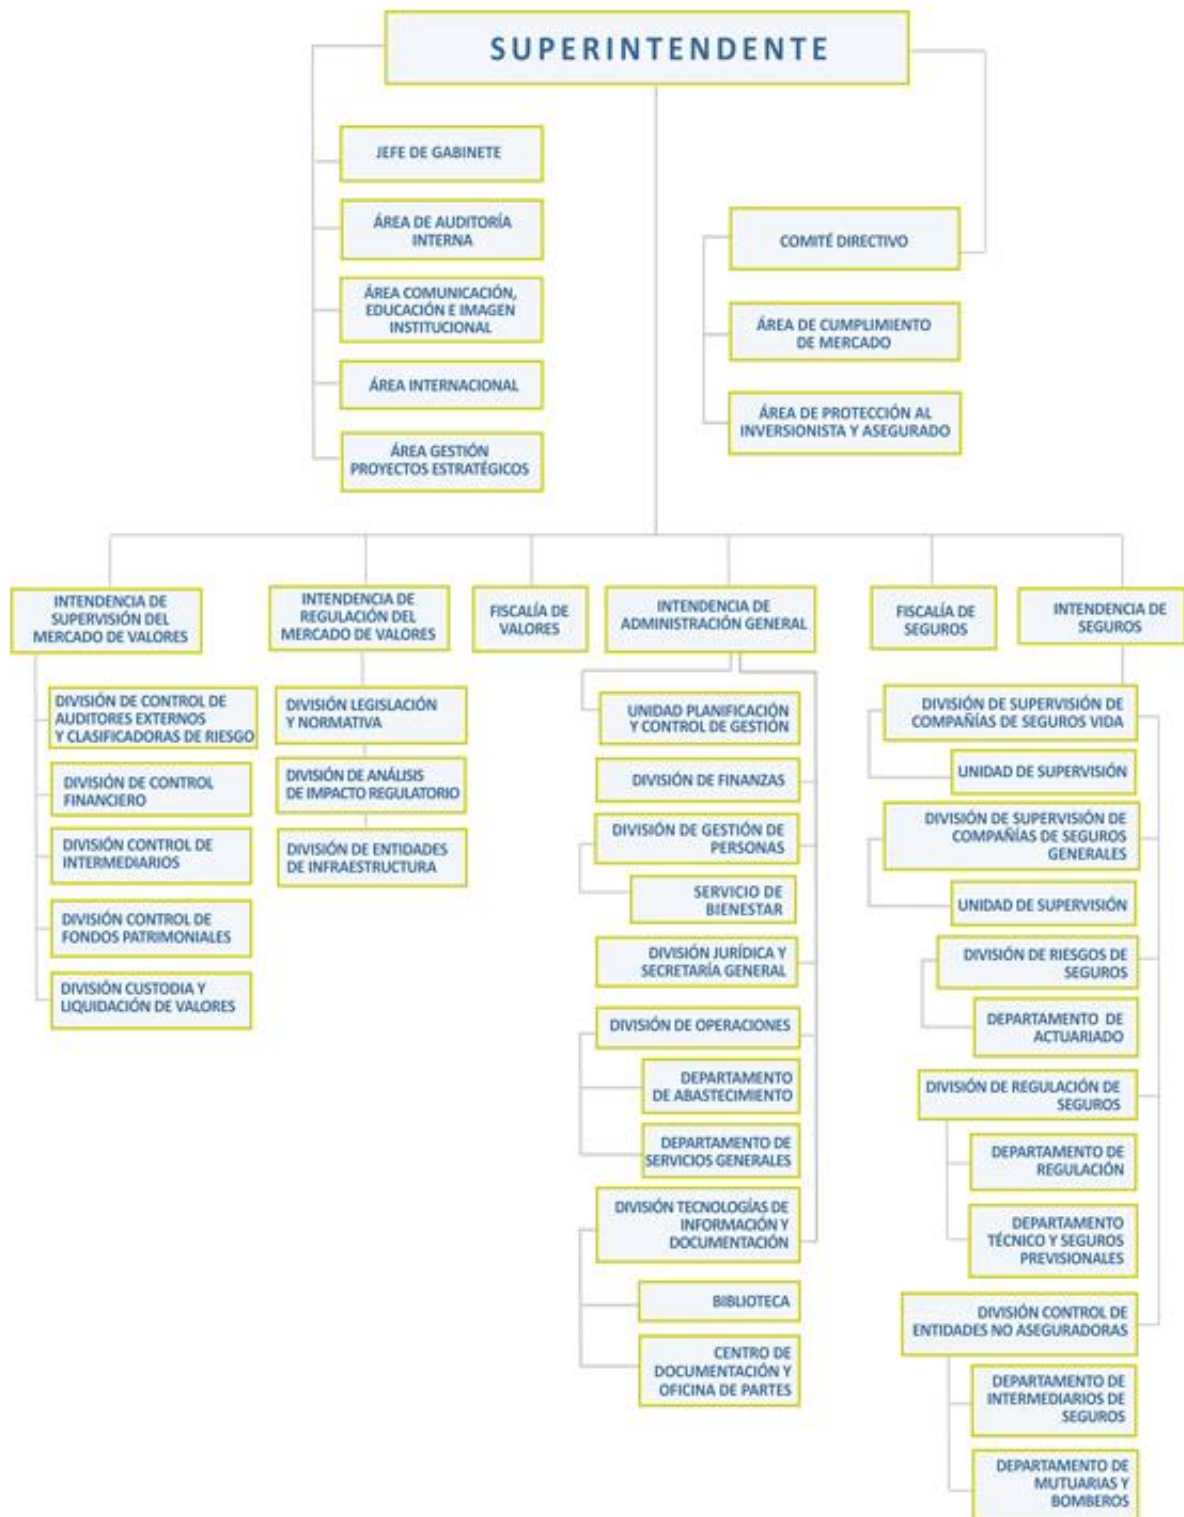 SUPERINTENDENTE
JEFE DE GABINETE
ÁREA DE AUDITORÍA
INTERNA
ÁREA COMUNICACIÓN,
EDUCACIÓN E IMAGEN
INSTITUCIONAL
ÁREA INTERNACIONAL
ÁREA GESTIÓN
PROYECTOS ESTRATÉGICOS
COMITÉ DIRECTIVO
ÁREA DE CUMPLIMIENTO
DE MERCADO
ÁREA DE PROTECCIÓN AL
INVERSIONISTA Y ASEGURADO
INTENDENCIA DE
SUPERVISIÓN DEL
MERCADO DE VALORES
DIVISIÓN DE CONTROL DE
AUDITORES EXTERNOS
Y CLASIFICADORAS DE RIESGO
DIVISIÓN DE CONTROL
FINANCIERO
DIVISIÓN CONTROL DE
INTERMEDIARIOS
DIVISIÓN CONTROL DE
FONDOS PATRIMONIALES
DIVISIÓN CUSTODIA Y
LIQUIDACIÓN DE VALORES
INTENDENCIA DE
REGULACIÓN DEL
MERCADO DE VALORES
DIVISIÓN LEGISLACIÓN
Y NORMATIVA
DIVISIÓN DE ANÁLISIS
DE IMPACTO REGULATORIO
DIVISIÓN DE ENTIDADES
DE INFRAESTRUCTURA
FISCALÍA DE
VALORES
INTENDENCIA DE
ADMINISTRACIÓN GENERAL
UNIDAD PLANIFICACIÓN
Y CONTROL DE GESTIÓN
DIVISIÓN DE FINANZAS
DIVISIÓN DE GESTIÓN DE
PERSONAS
SERVICIO DE
BIENESTAR
DIVISIÓN JURÍDICA Y
SECRETARÍA GENERAL
DIVISIÓN DE OPERACIONES
DEPARTAMENTO
DE ABASTECIMIENTO
DEPARTAMENTO DE
SERVICIOS GENERALES
DIVISIÓN TECNOLOGÍAS DE
INFORMACIÓN Y
DOCUMENTACIÓN
BIBLIOTECA
CENTRO DE
DOCUMENTACIÓN Y
OFICINA DE PARTES
FISCALÍA DE
SEGUROS
INTENDENCIA DE
SEGUROS
DIVISIÓN DE SUPERVISIÓN DE
COMPAÑÍAS DE SEGUROS VIDA
UNIDAD DE SUPERVISIÓN
DIVISIÓN DE SUPERVISIÓN DE
COMPAÑÍAS DE SEGUROS
GENERALES
UNIDAD DE SUPERVISIÓN
DIVISIÓN DE RIESGOS DE
SEGUROS
DEPARTAMENTO DE
ACTUARIADO
DIVISIÓN DE REGULACIÓN DE
SEGUROS
DEPARTAMENTO DE
REGULACIÓN
DEPARTAMENTO
TÉCNICO Y SEGUROS
PREVISIONALES
DIVISIÓN CONTROL DE
ENTIDADES NO ASEGURADORAS
DEPARTAMENTO DE
INTERMEDIARIOS DE
SEGUROS
DEPARTAMENTO DE
MUTUARIAS Y
BOMBEROS